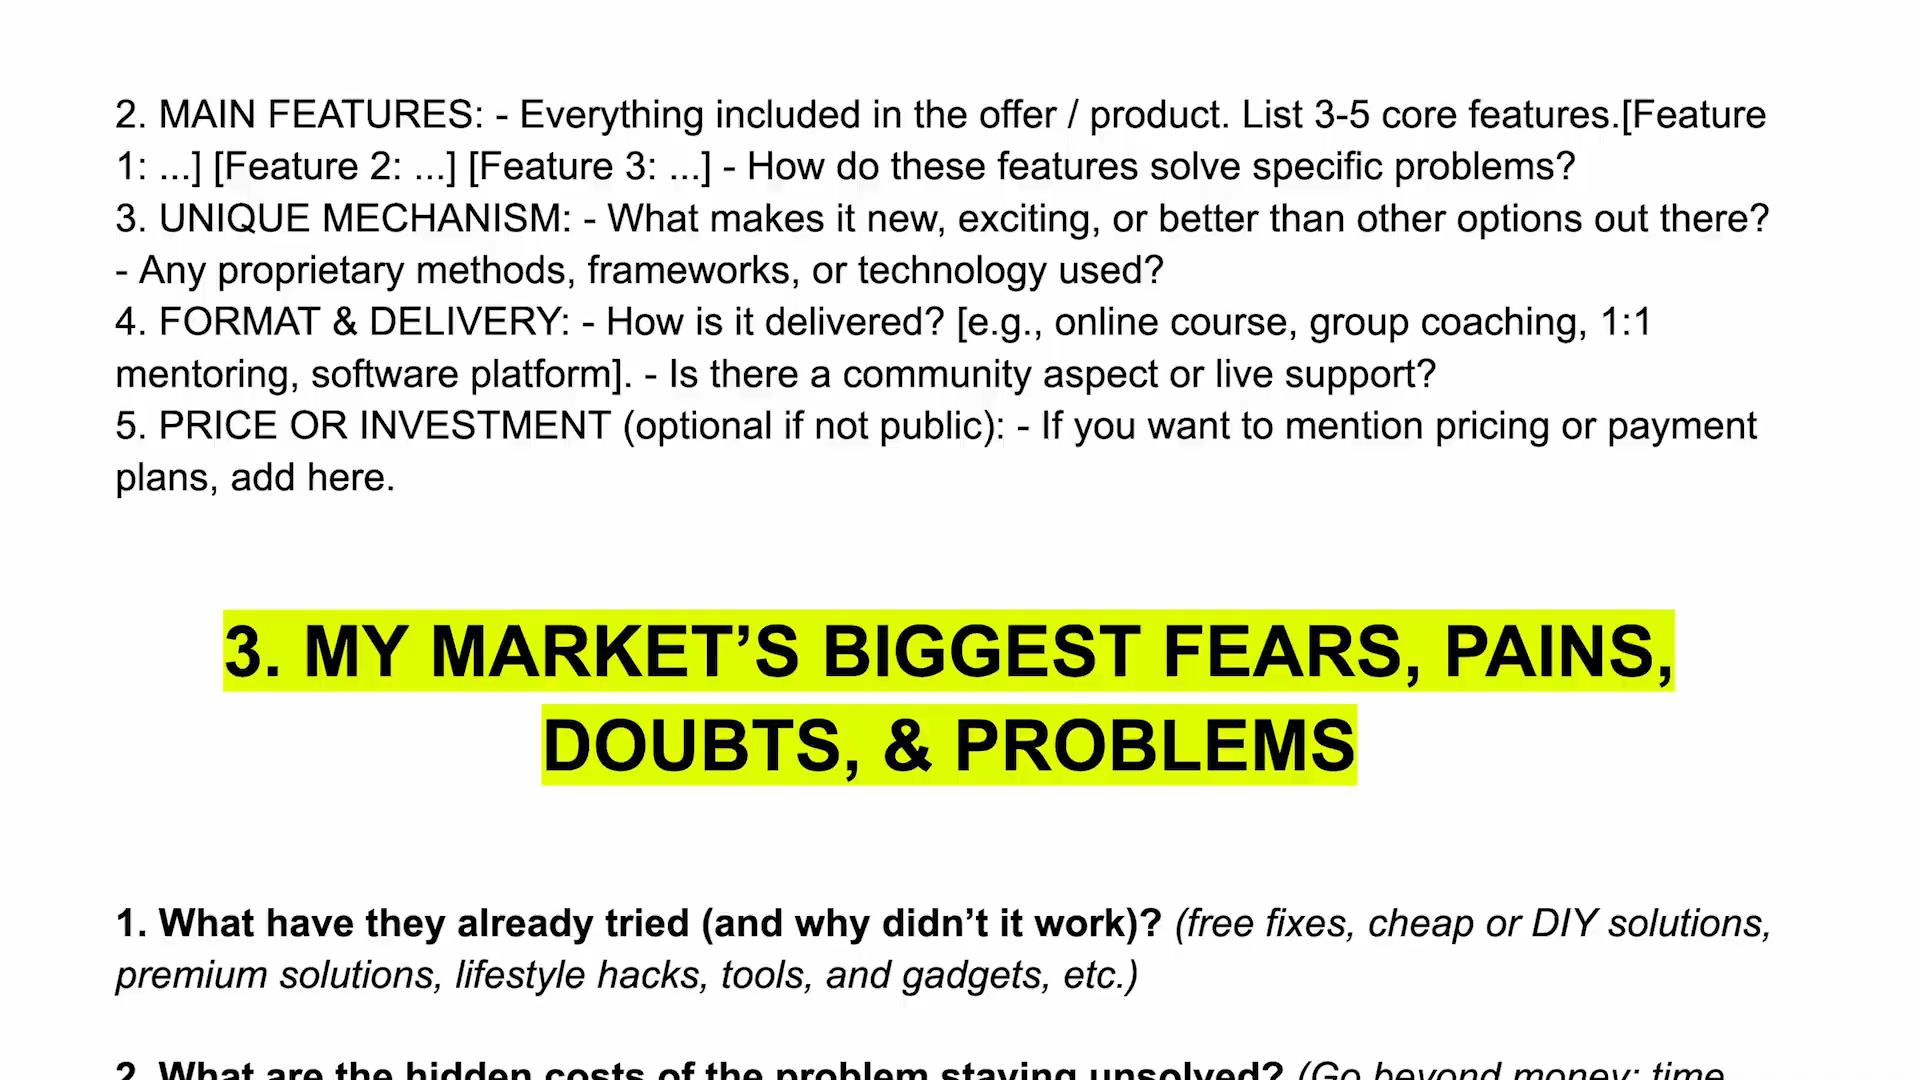 2. MAIN FEATURES: - Everything included in the offer / product. List 3-5 core features.[Feature
1: ...] [Feature 2: ...] [Feature 3: ...] - How do these features solve specific problems?
3. UNIQUE MECHANISM: - What makes it new, exciting, or better than other options out there?
- Any proprietary methods, frameworks, or technology used?
4. FORMAT & DELIVERY: - How is it delivered? [e.g., online course, group coaching, 1:1
mentoring, software platform]. - Is there a community aspect or live support?
5. PRICE OR INVESTMENT (optional if not public): - If you want to mention pricing or payment
plans, add here.
3. MY MARKET’S BIGGEST FEARS, PAINS,
DOUBTS, & PROBLEMS
1. What have they already tried (and why didn’t it work)? (free fixes, cheap or DIY solutions,
premium solutions, lifestyle hacks, tools, and gadgets, etc.)
2. What are the hidden costs of the problem staying unsolved? (Go beyond money: time,